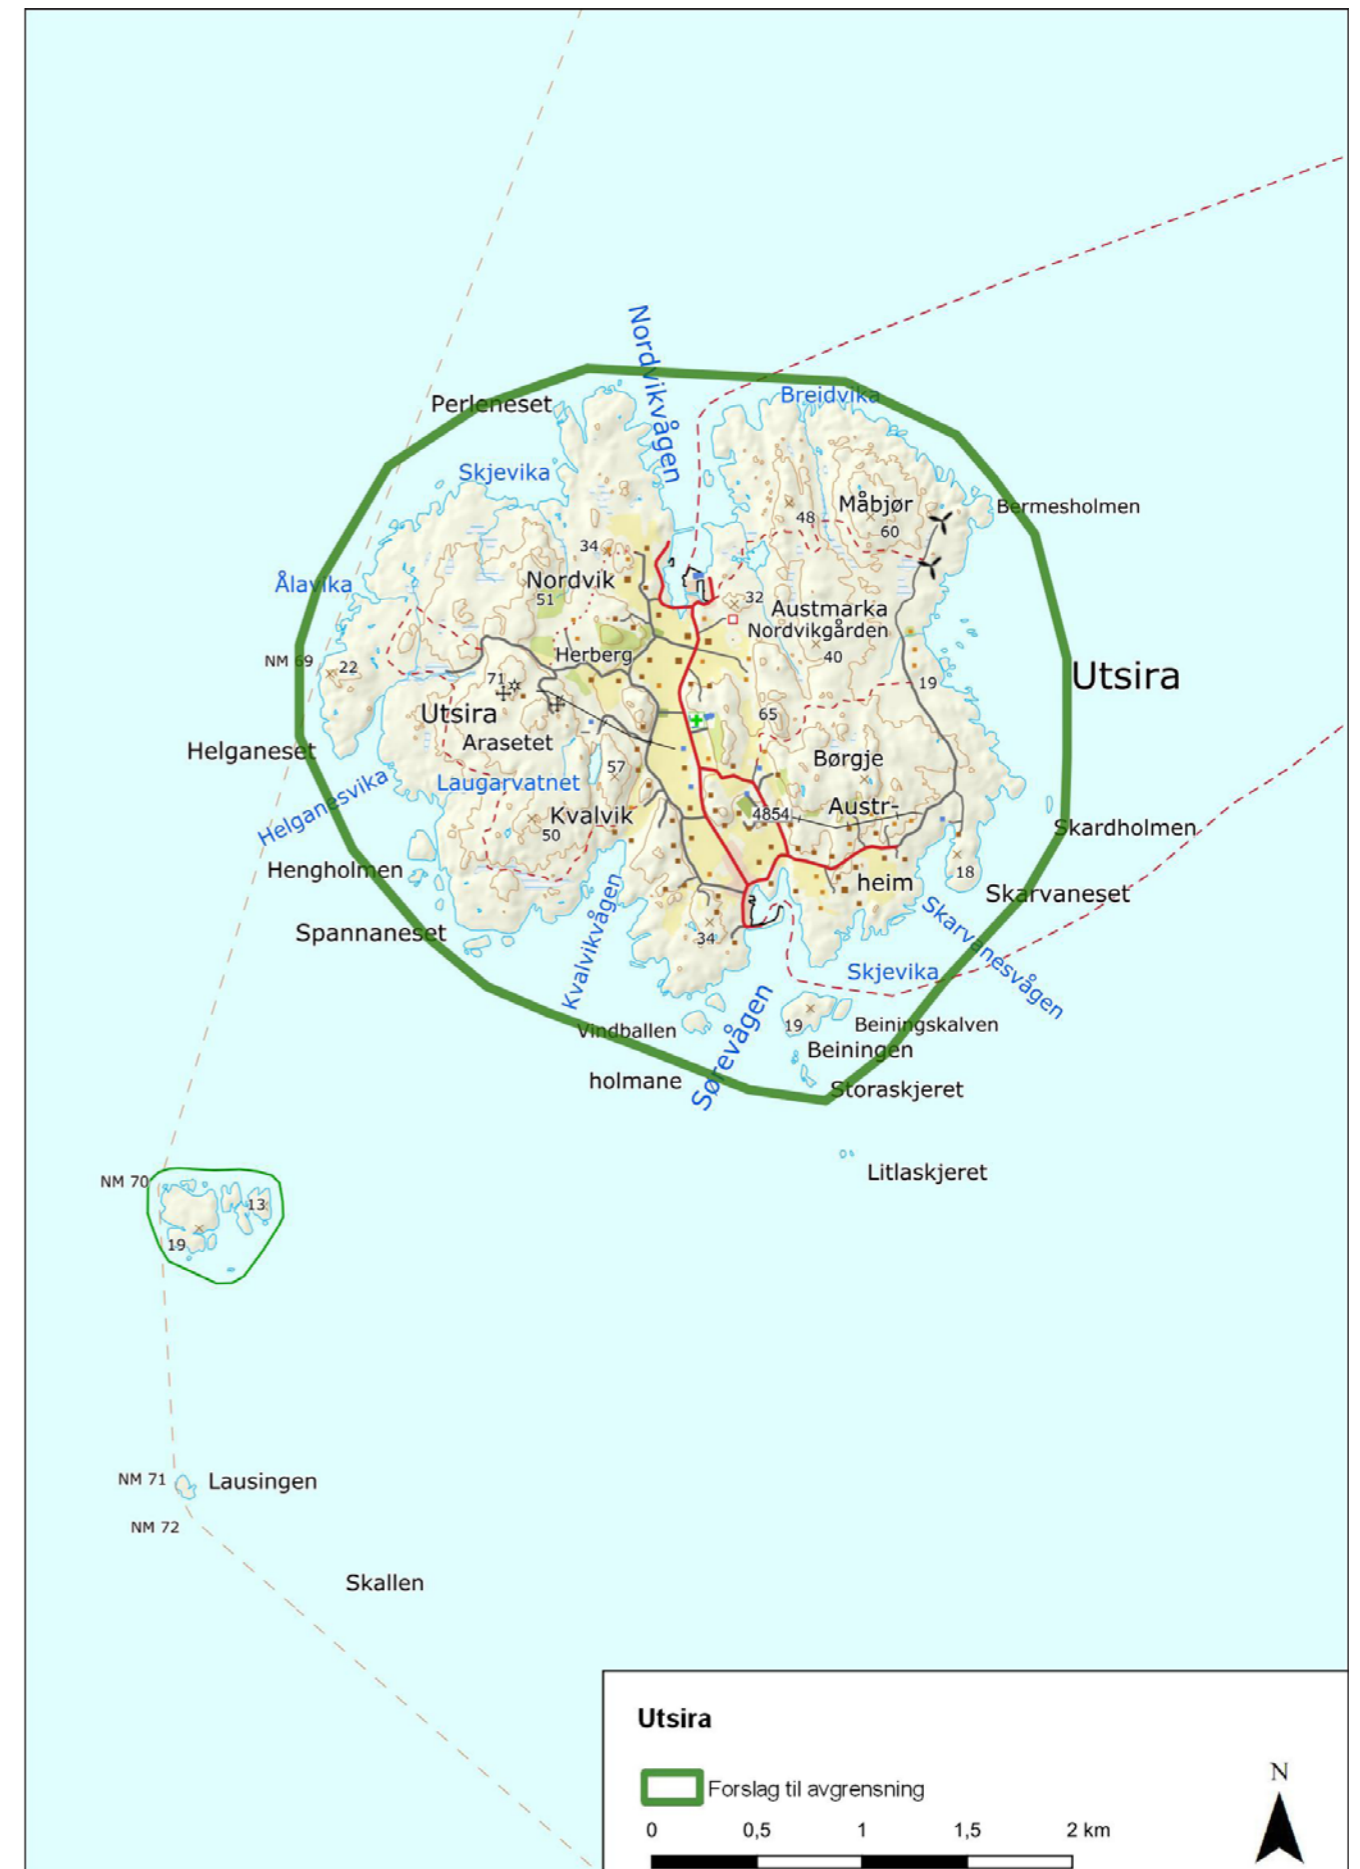 Nordvikvågen
Breidvika
Perleneset
Skjevika
Måbjør
Bermesholmen
48
60
34
Nordvik
Ålavika
51
32
Austmarka
Nordvikgården
Herberg
40
NM 69
22
71
19
Utsira
Utsira
65
Arasetet
Helganeset
Børgje
57
Laugarvatnet
Helganesvika
Kvalvik
Austr-
4854
50
Skardholmen
Hengholmen
18
heim
Skarvaneset
Spannaneset
34
Kvalvikvågen
Skarvanesvågen
Skjevika
Sørevågen
19
Beiningskalven
Vindballen
Beiningen
holmane
Storaskjeret
Litlaskjeret
NM 70
13
19
NM 71
Lausingen
NM 72
Skallen
Utsira
Forslag til avgrensning
N
0 0,5 1 1,5 2 km